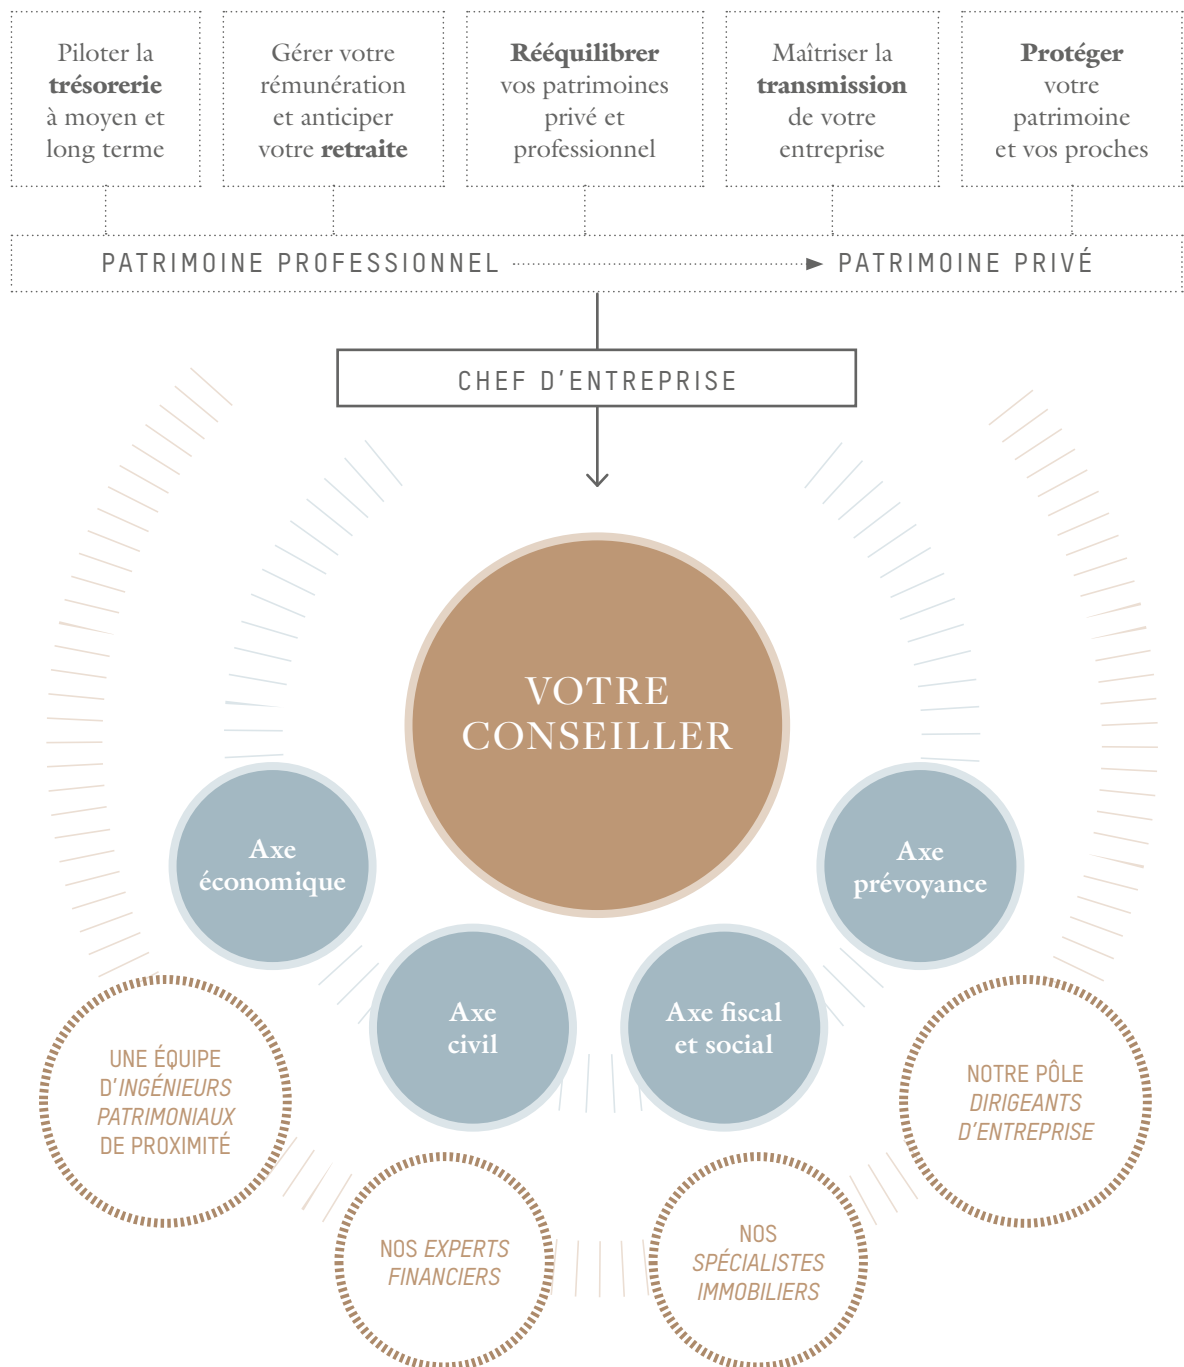 Piloter la
trésorerie
à moyen et
long terme
Gérer votre
rémunération
et anticiper
votre retraite
Rééquilibrer
vos patrimoines
privé et
professionnel
Maîtriser la
transmission
de votre
entreprise
Protéger
votre
patrimoine
et vos proches
PATRIMOINE PROFESSIONNEL
PATRIMOINE PRIVÉ
CHEF D’ENTREPRISE
VOTRE
CONSEILLER
Axe
économique
Axe
prévoyance
Axe
civil
Axe fiscal
et social
UNE ÉQUIPE
D’INGÉNIEURS
PATRIMONIAUX
DE PROXIMITÉ
NOTRE PÔLE
DIRIGEANTS
D’ENTREPRISE
NOS EXPERTS
FINANCIERS
NOS
SPÉCIALISTES
IMMOBILIERS